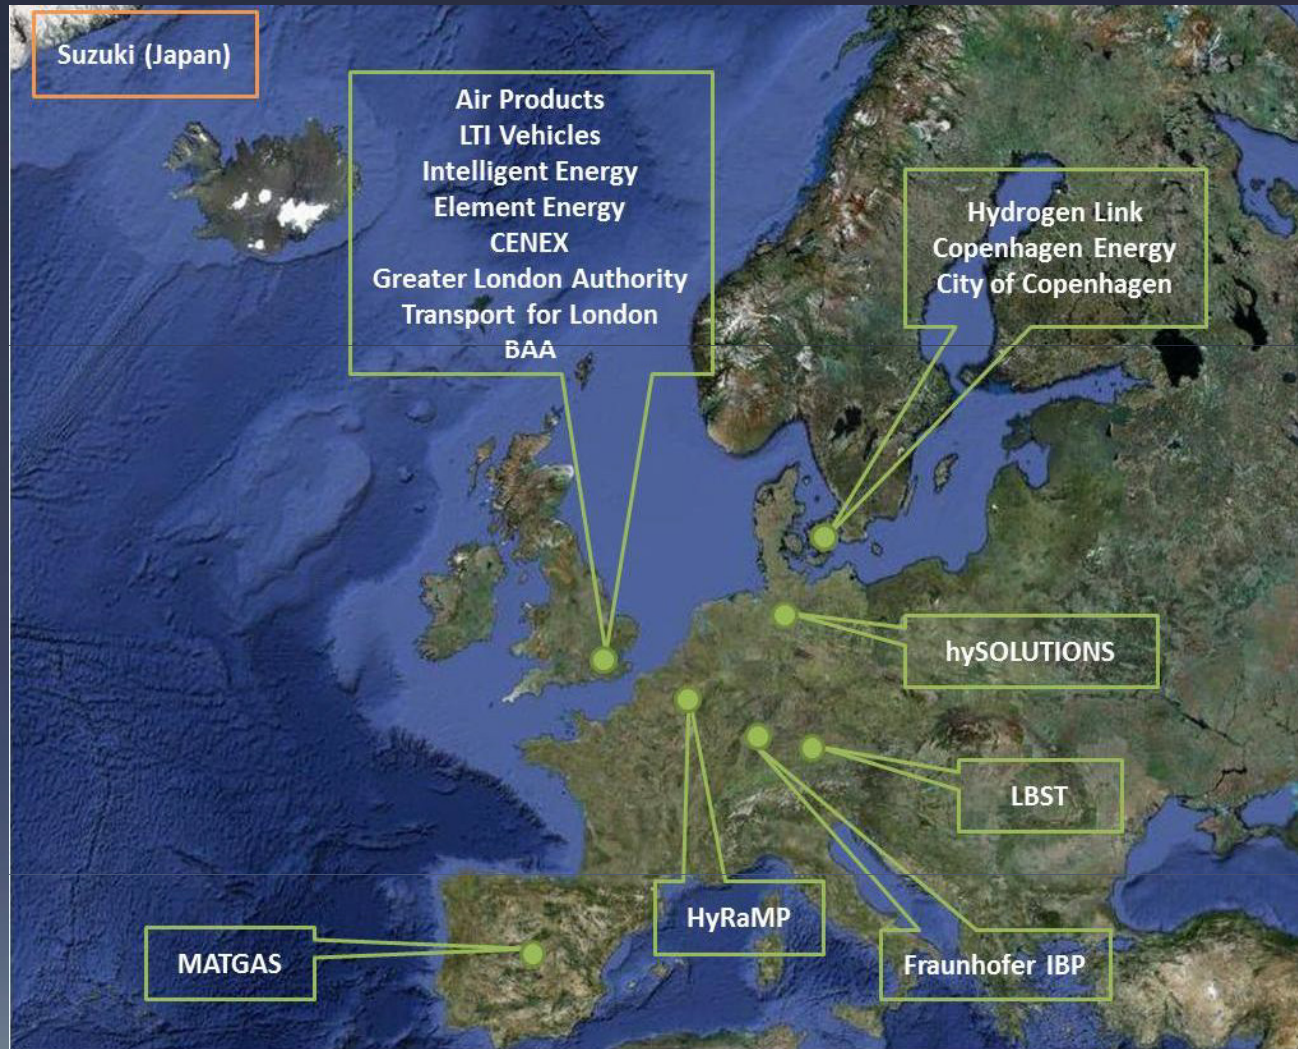 Suzuki (Japan)
Air Products
LTI Vehicles
Intelligent Energy
Element Energy
CENEX
Greater London Authority
Transport for London
BAA
Hydrogen Link
Copenhagen Energy
City of Copenhagen
hySOLUTIONS
LBST
HyRaMP
MATGAS
Fraunhofer IBP